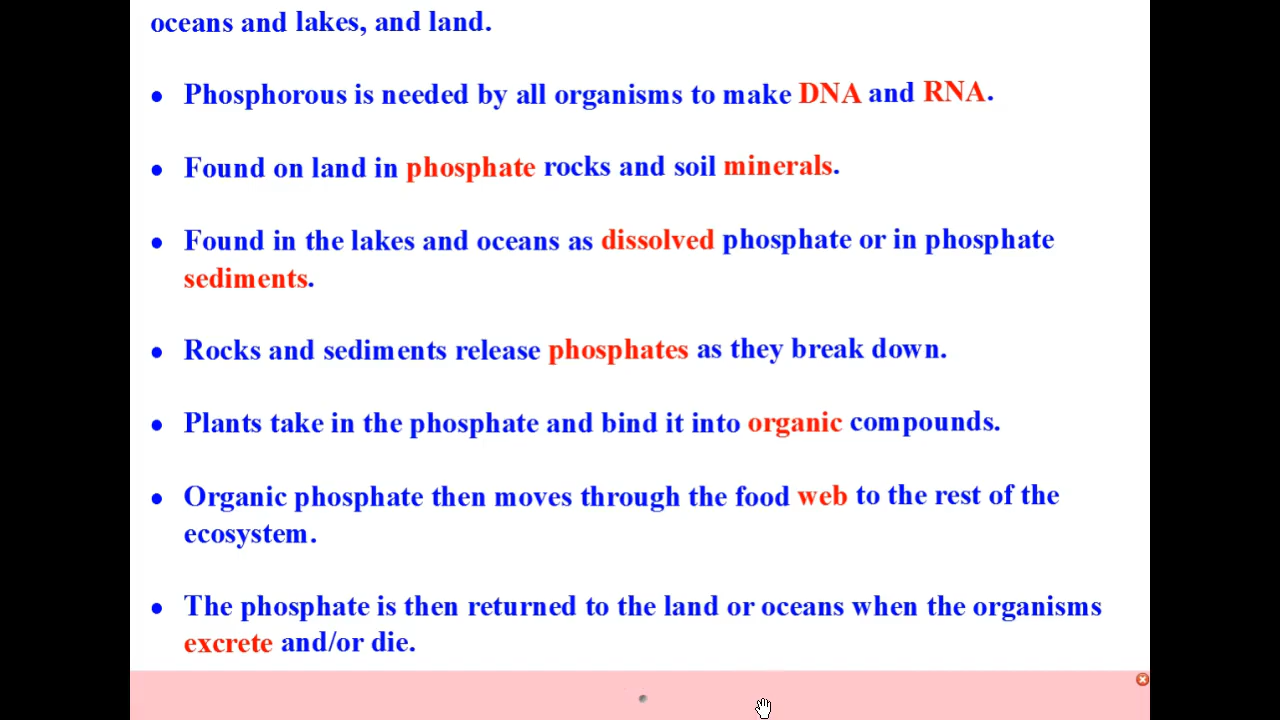 oceans and lakes, and land.
• Phosphorous is needed by all organisms to make DNA and RNA.
• Found on land in phosphate rocks and soil minerals.
• Found in the lakes and oceans as dissolved phosphate or in phosphate
sediments.
• Rocks and sediments release phosphates as they break down.
• Plants take in the phosphate and bind it into organic compounds.
• Organic phosphate then moves through the food web to the rest of the
ecosystem.
• The phosphate is then returned to the land or oceans when the organisms
excrete and/or die.